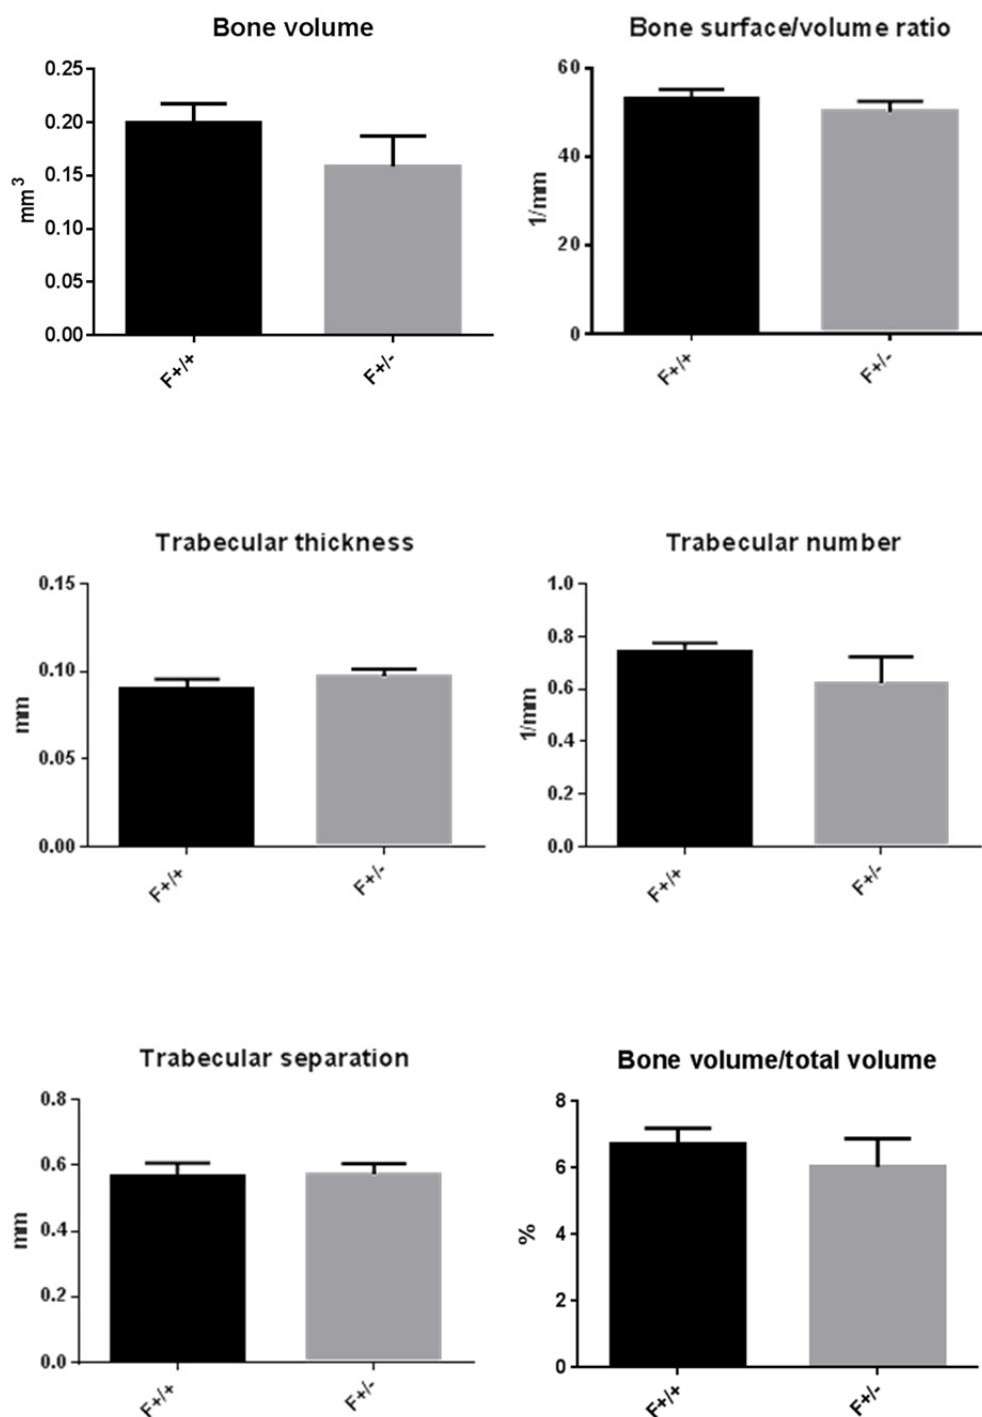 Bone volume
0.25
0.20
0.15
0.10
0.05
0.00
mm3
F+/+
F+/-
Bone surface/volume ratio
60
40
20
0
1/mm
F+/+
F+/-
Trabecular thickness
0.15
0.10
0.05
0.00
mm
F+/+
F+/-
Trabecular number
1.0
0.8
0.6
0.4
0.2
0.0
1/mm
F+/+
F+/-
Trabecular separation
0.8
0.6
0.4
0.2
0.0
mm
F+/+
F+/-
Bone volume/total volume
8
6
4
2
0
%
F+/+
F+/-